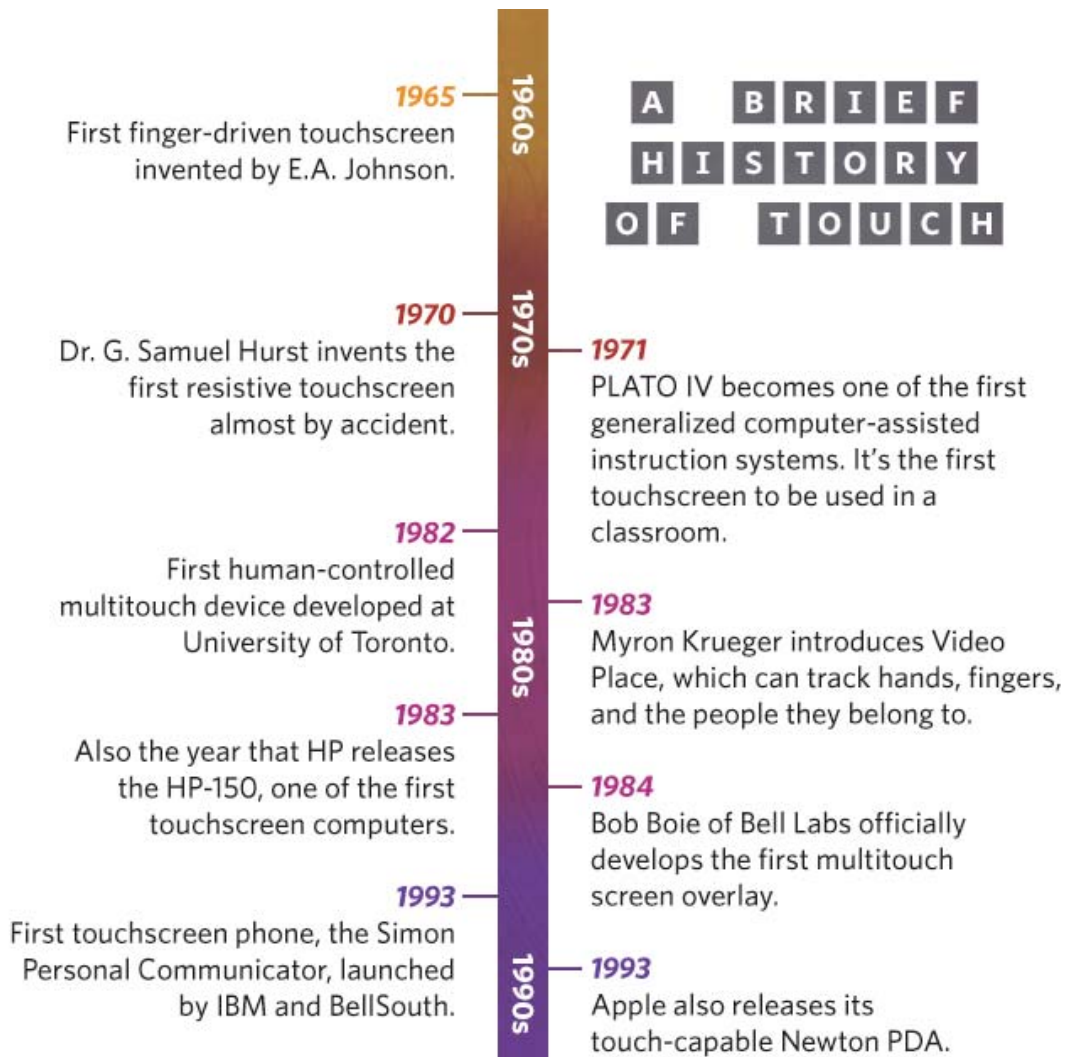 A BRIEF
HISTORY
OF TOUCH
1960s
1965
First finger-driven touchscreen
invented by E.A. Johnson.
1970s
1970
Dr. G. Samuel Hurst invents the
first resistive touchscreen
almost by accident.
1971
PLATO IV becomes one of the first
generalized computer-assisted
instruction systems. It's the first
touchscreen to be used in a
classroom.
1980s
1982
First human-controlled
multitouch device developed at
University of Toronto.
1983
Myron Krueger introduces Video
Place, which can track hands, fingers,
and the people they belong to.
1983
Also the year that HP releases
the HP-150, one of the first
touchscreen computers.
1984
Bob Boie of Bell Labs officially
develops the first multitouch
screen overlay.
1990s
1993
First touchscreen phone, the Simon
Personal Communicator, launched
by IBM and BellSouth.
1993
Apple also releases its
touch-capable Newton PDA.